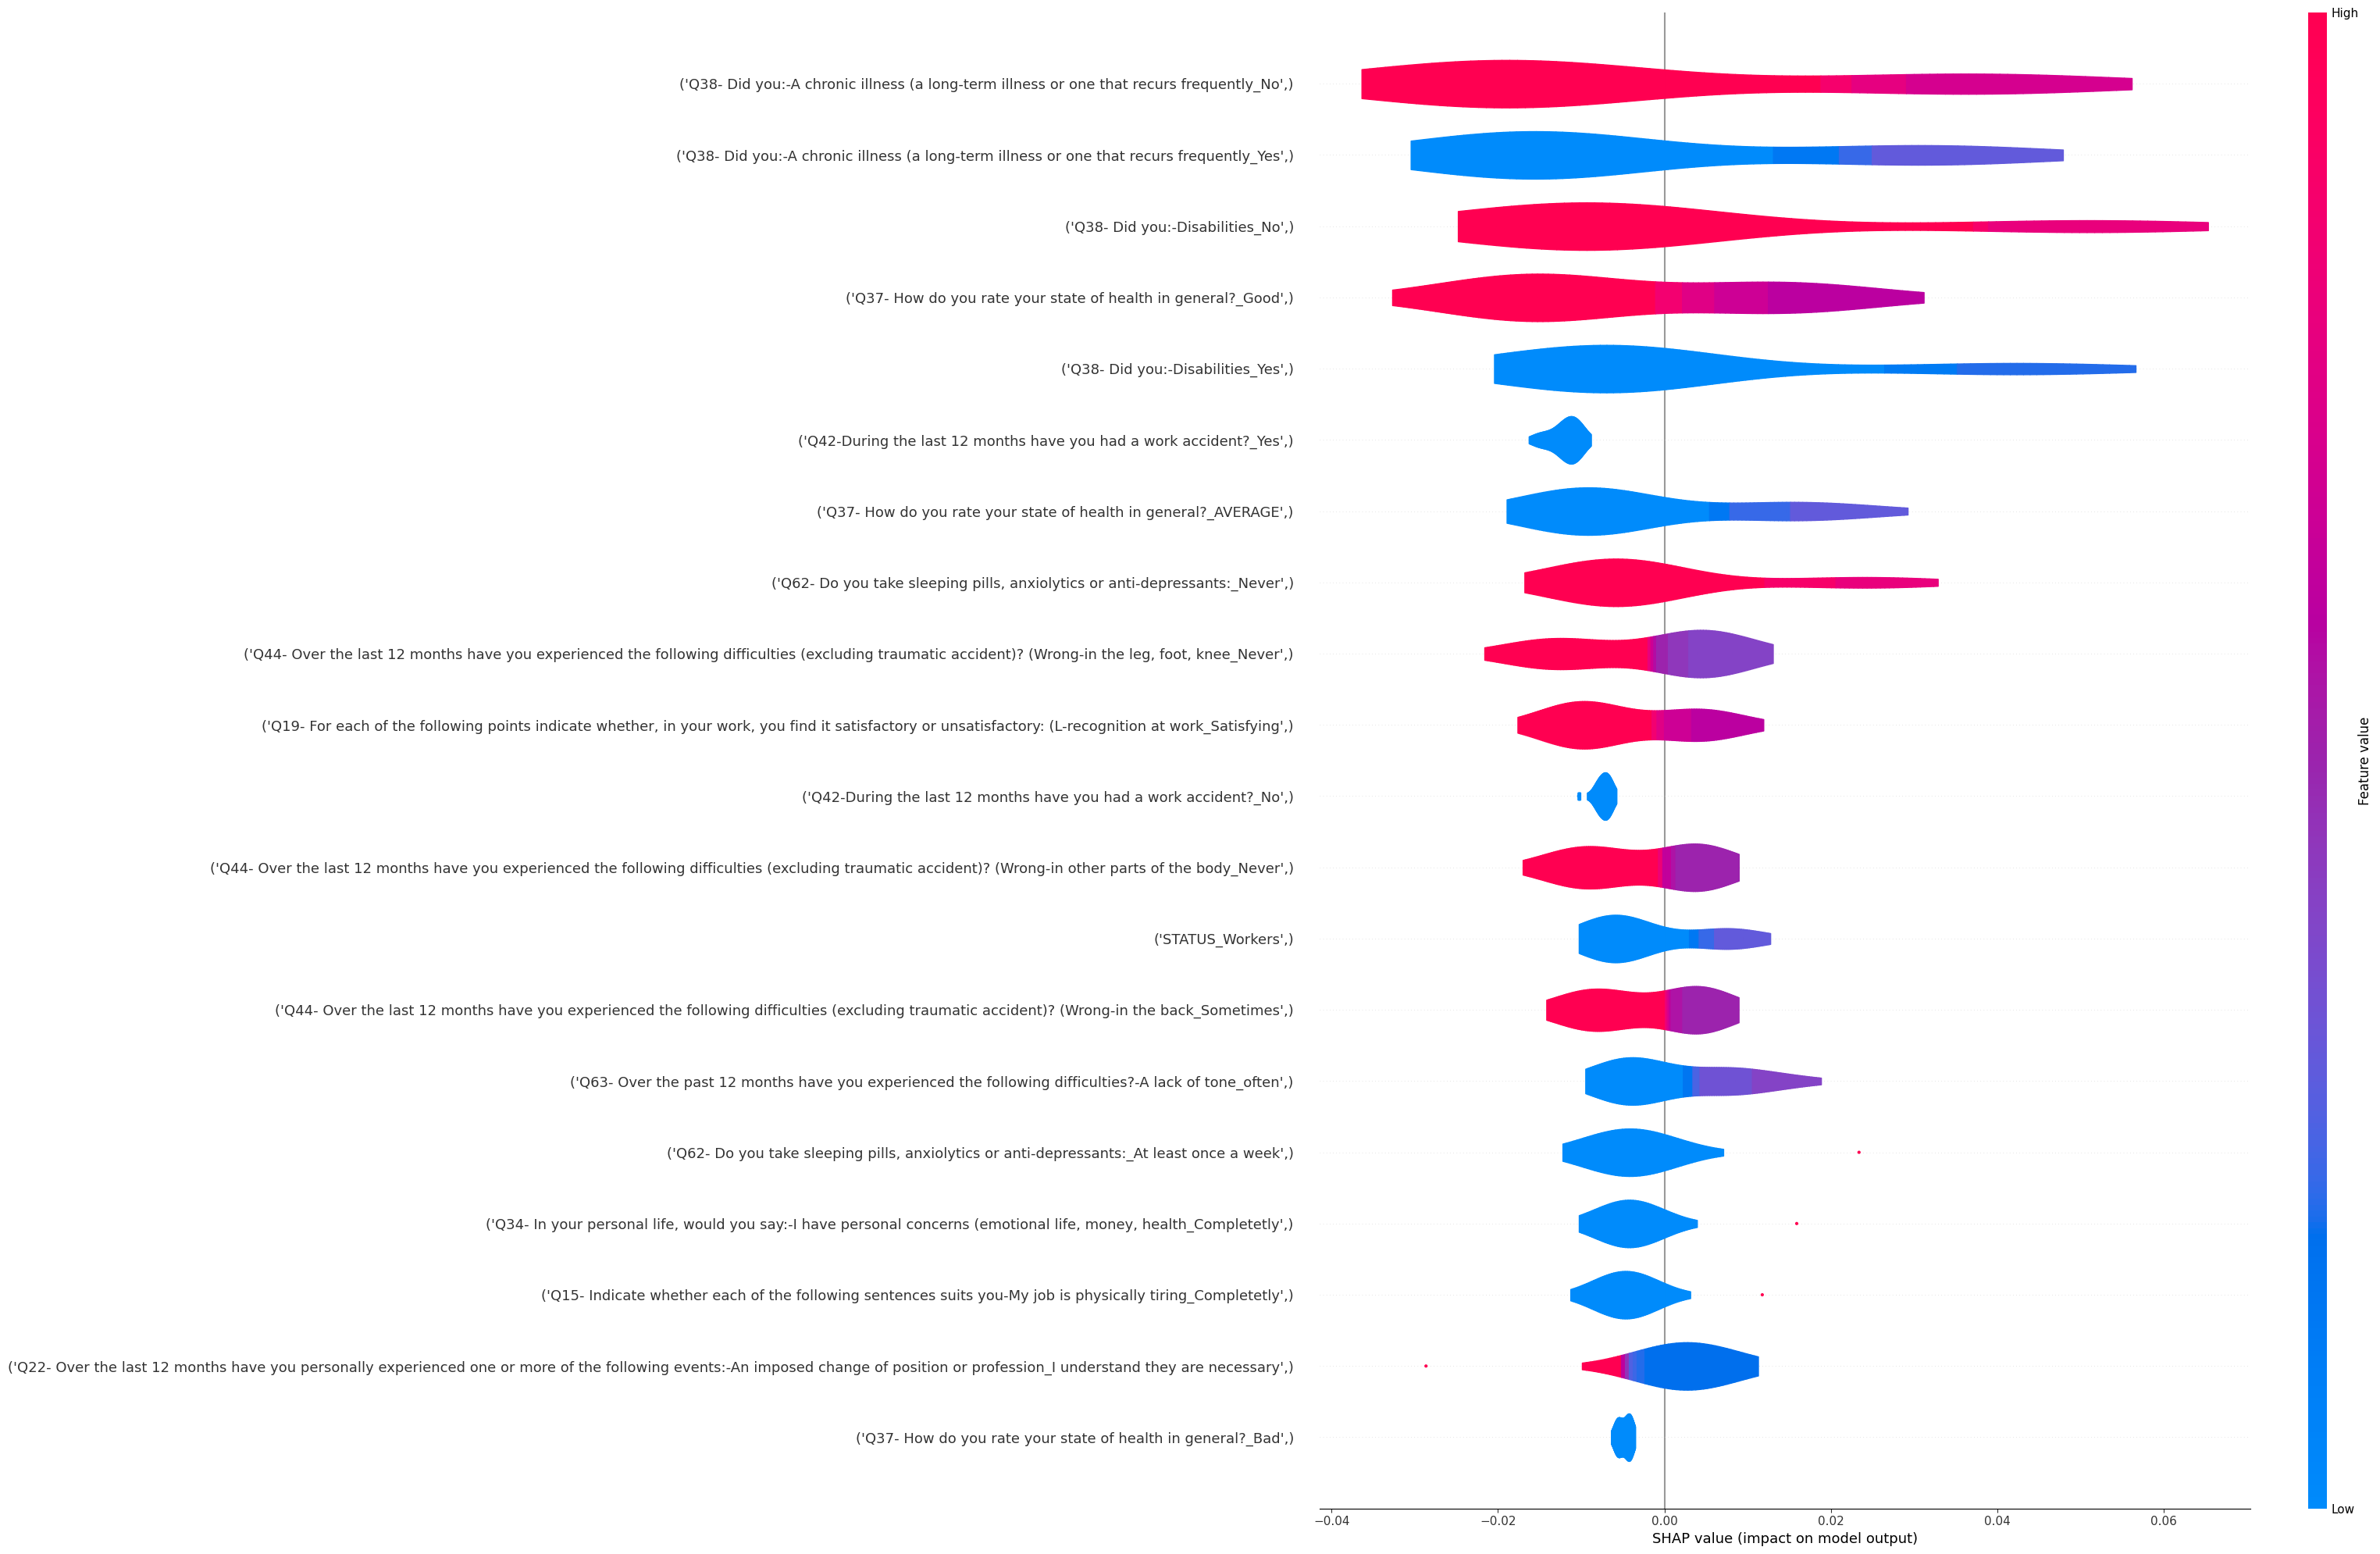 High
('Q38- Did you:-A chronic illness (a long-term illness or one that recurs frequently_No',)
('Q38- Did you:-A chronic illness (a long-term illness or one that recurs frequently_Yes',)
('Q38- Did you:-Disabilities_No',)
('Q37- How do you rate your state of health in general?_Good',)
('Q38- Did you:-Disabilities_Yes',)
('Q42-During the last 12 months have you had a work accident?_Yes',)
('Q37- How do you rate your state of health in general?_AVERAGE',)
('Q62- Do you take sleeping pills, anxiolytics or anti-depressants:_Never',)
('Q44- Over the last 12 months have you experienced the following difficulties (excluding traumatic accident)? (Wrong-in the leg, foot, knee_Never',)
('Q19- For each of the following points indicate whether, in your work, you find it satisfactory or unsatisfactory: (L-recognition at work_Satisfying',)
('Q42-During the last 12 months have you had a work accident?_No',)
('Q44- Over the last 12 months have you experienced the following difficulties (excluding traumatic accident)? (Wrong-in other parts of the body_Never',)
('STATUS_Workers',)
('Q44- Over the last 12 months have you experienced the following difficulties (excluding traumatic accident)? (Wrong-in the back_Sometimes',)
('Q63- Over the past 12 months have you experienced the following difficulties?-A lack of tone_often',)
('Q62- Do you take sleeping pills, anxiolytics or anti-depressants:_At least once a week',)
('Q34- In your personal life, would you say:-I have personal concerns (emotional life, money, health_Completetly',)
('Q15- Indicate whether each of the following sentences suits you-My job is physically tiring_Completetly',)
('Q22- Over the last 12 months have you personally experienced one or more of the following events:-An imposed change of position or profession_I understand they are necessary',)
('Q37- How do you rate your state of health in general?_Bad',)
Feature value
Low
−0.04 −0.02 0.00 0.02 0.04 0.06
SHAP value (impact on model output)